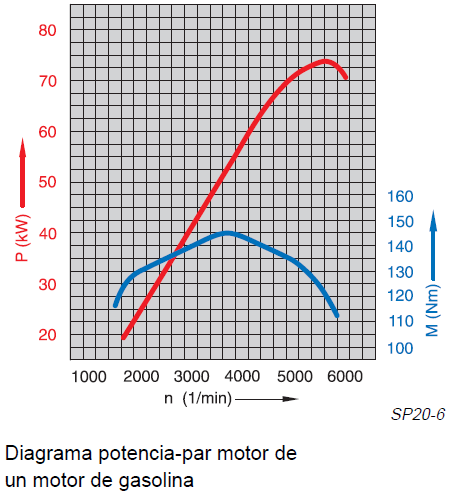 80
70
60
50
40
30
20
P (kW)
160
150
140
130
120
110
100
M (Nm)
1000 2000 3000 4000 5000 6000
n (1/min)
SP20-6
Diagrama potencia-par motor de
un motor de gasolina